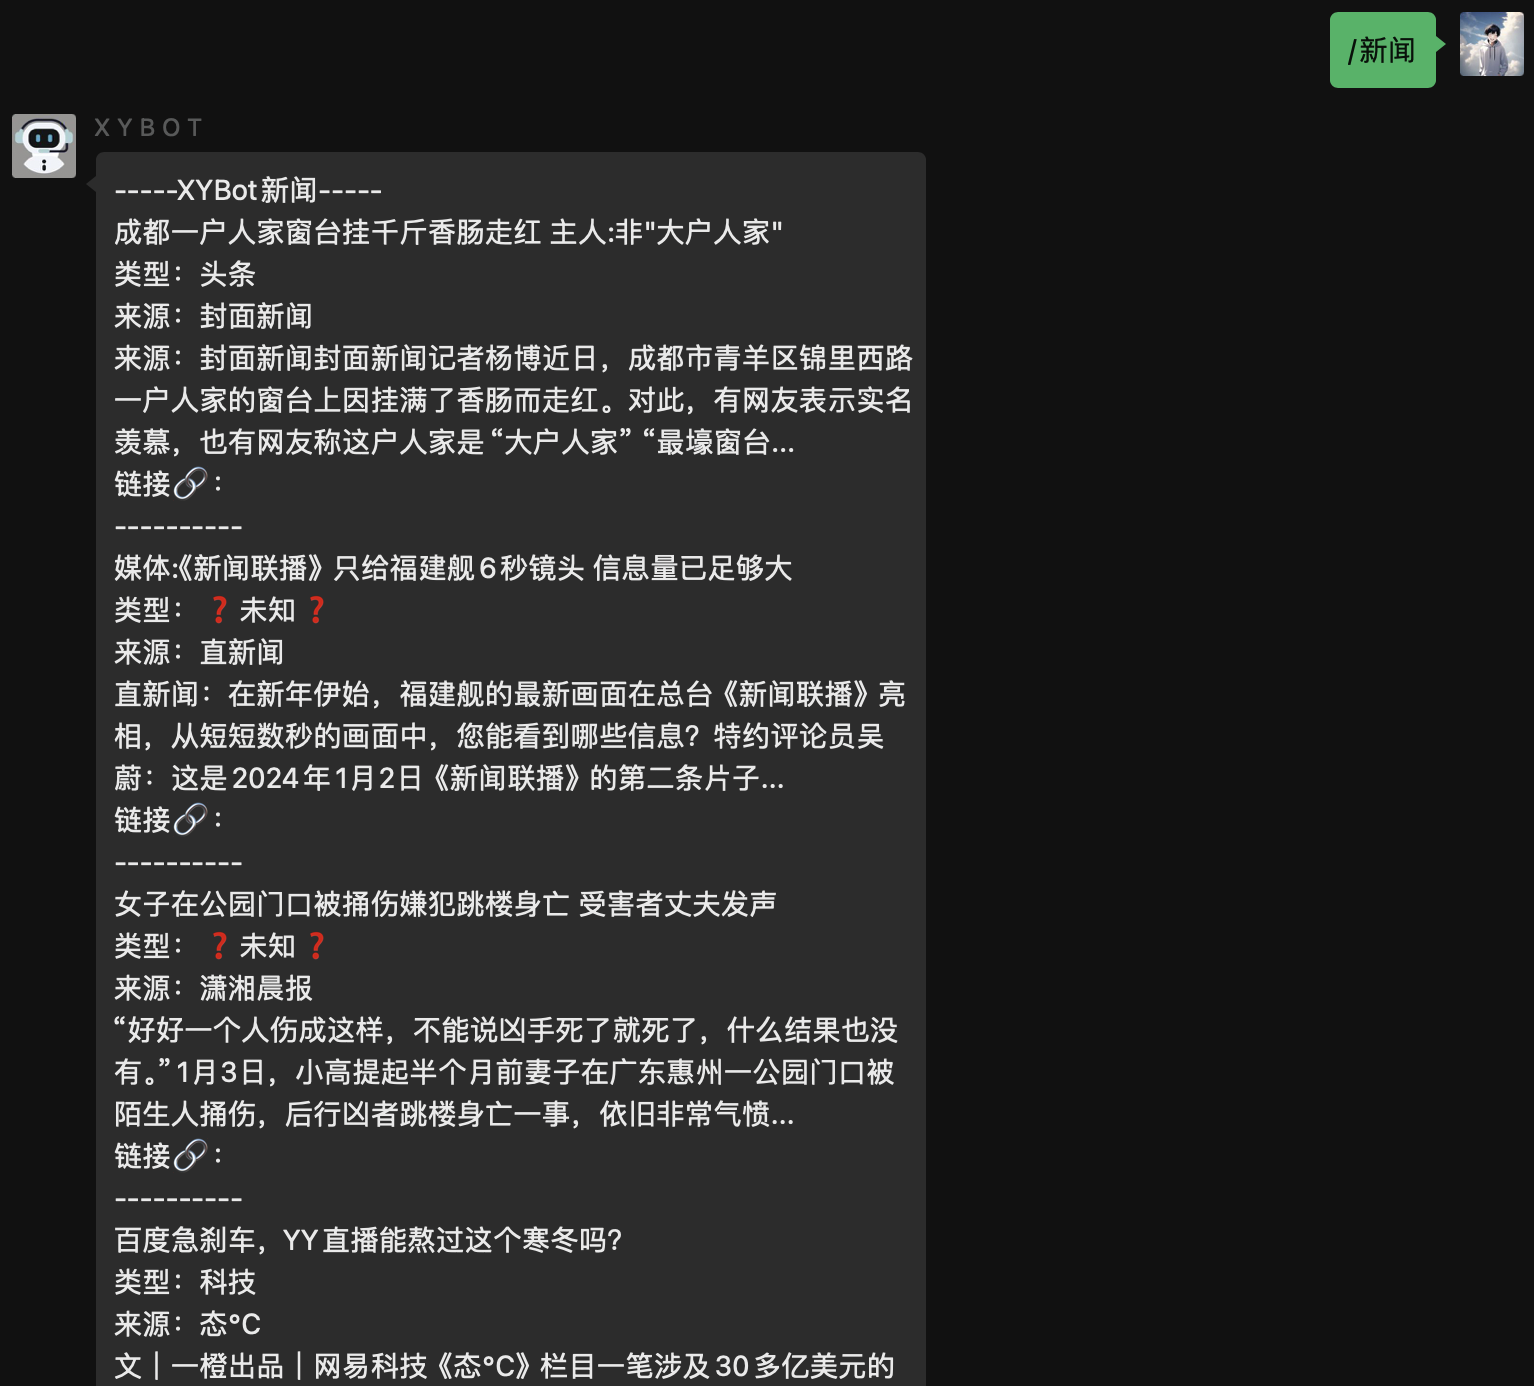 /新闻
XYBOT
-----XYBot新闻-----
成都一户人家窗台挂千斤香肠走红 主人:非"大户人家"
类型：头条
来源：封面新闻
来源：封面新闻封面新闻记者杨博近日，成都市青羊区锦里西路
一户人家的窗台上因挂满了香肠而走红。对此，有网友表示实名
羡慕，也有网友称这户人家是“大户人家”“最壕窗台...
链接🔗：
----------
媒体:《新闻联播》只给福建舰6秒镜头 信息量已足够大
类型：❓未知❓
来源：直新闻
直新闻：在新年伊始，福建舰的最新画面在总台《新闻联播》亮
相，从短短数秒的画面中，您能看到哪些信息？特约评论员吴
蔚：这是2024年1月2日《新闻联播》的第二条片子...
链接🔗：
----------
女子在公园门口被捅伤嫌犯跳楼身亡 受害者丈夫发声
类型：❓未知❓
来源：潇湘晨报
“好好一个人伤成这样，不能说凶手死了就死了，什么结果也没
有。”1月3日，小高提起半个月前妻子在广东惠州一公园门口被
陌生人捅伤，后行凶者跳楼身亡一事，依旧非常气愤...
链接🔗：
----------
百度急刹车，YY直播能熬过这个寒冬吗?
类型：科技
来源：态°C
文｜一橙出品｜网易科技《态°C》栏目一笔涉及30多亿美元的